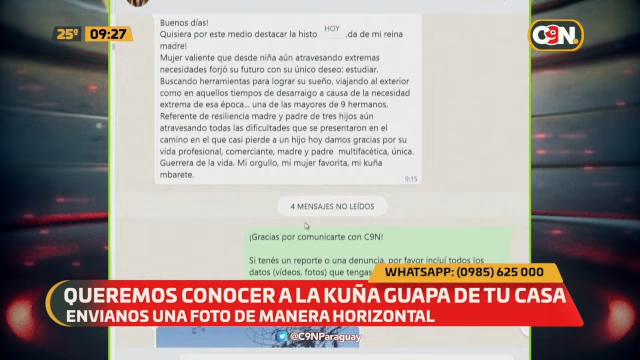 25°
09:27
C9N
Buenos días!
HOY
Quisiera por este medio destacar la histo da de mi reina
madre!
Mujer valiente que desde niña aún atravesando extremas
necesidades forjó su futuro con su único deseo: estudiar.
Buscando herramientas para lograr su sueño, viajando al exterior
como en aquellos tiempos de desarraigo a causa de la necesidad
extrema de esa época... una de las mayores de 9 hermanos.
Referente de resiliencia madre y padre de tres hijos aún
atravesando todas las dificultades que se presentaron en el
camino en el que casi pierde a un hijo hoy damos gracias por su
vida profesional, comerciante, madre y padre multifacética, única.
Guerrera de la vida. Mi orgullo, mi mujer favorita, mi kuña
mbarete.
9:15
4 MENSAJES NO LEÍDOS
¡Gracias por comunicarte con C9N!
Si tenés un reporte o una denuncia, por favor incluí todos los
datos (vídeos, fotos) que tengas
WHATSAPP: (0985) 625 000
QUEREMOS CONOCER A LA KUÑA GUAPA DE TU CASA
ENVIANOS UNA FOTO DE MANERA HORIZONTAL
@C9NParaguay